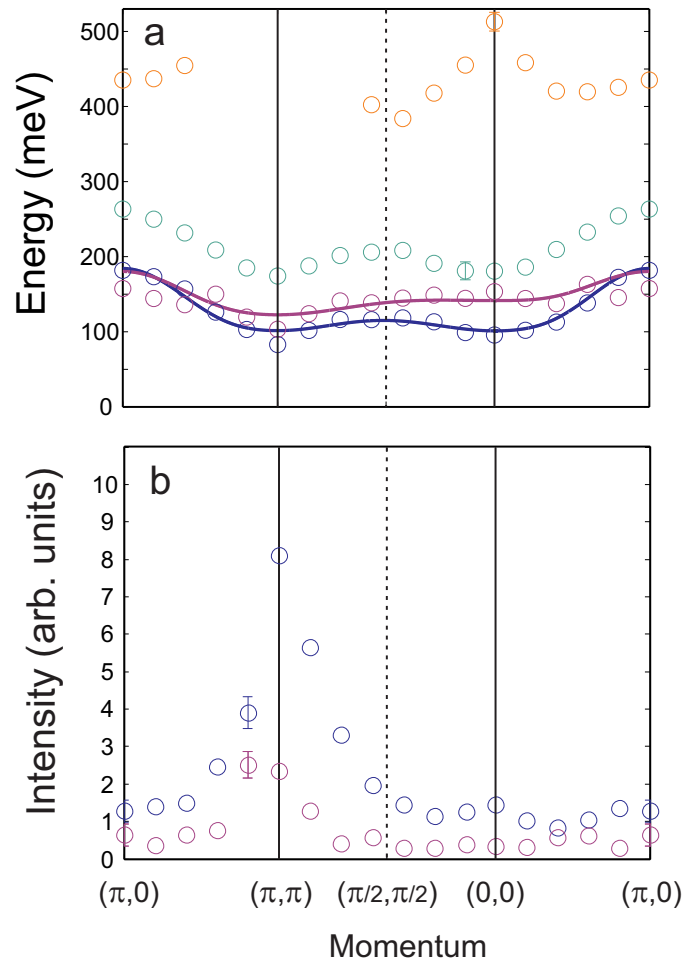 a
500
400
300
200
100
0
Energy (meV)
b
10
9
8
7
6
5
4
3
2
1
0
Intensity (arb. units)
(π,0) (π,π) (π/2,π/2) (0,0) (π,0)
Momentum